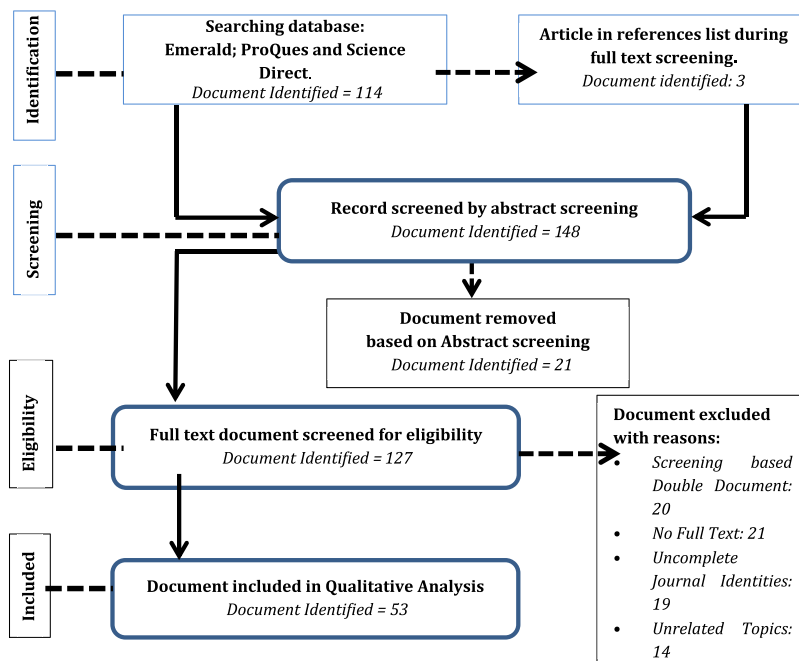 Identification
Searching database:
Emerald; ProQues and Science
Direct.
Document Identified = 114
Article in references list during
full text screening.
Document identified: 3
Screening
Record screened by abstract screening
Document Identified = 148
Document removed
based on Abstract screening
Document Identified = 21
Eligibility
Full text document screened for eligibility
Document Identified = 127
Document excluded
with reasons:
• Screening based
Double Document:
20
• No Full Text: 21
• Uncomplete
Journal Identities:
19
• Unrelated Topics:
14
Included
Document included in Qualitative Analysis
Document Identified = 53